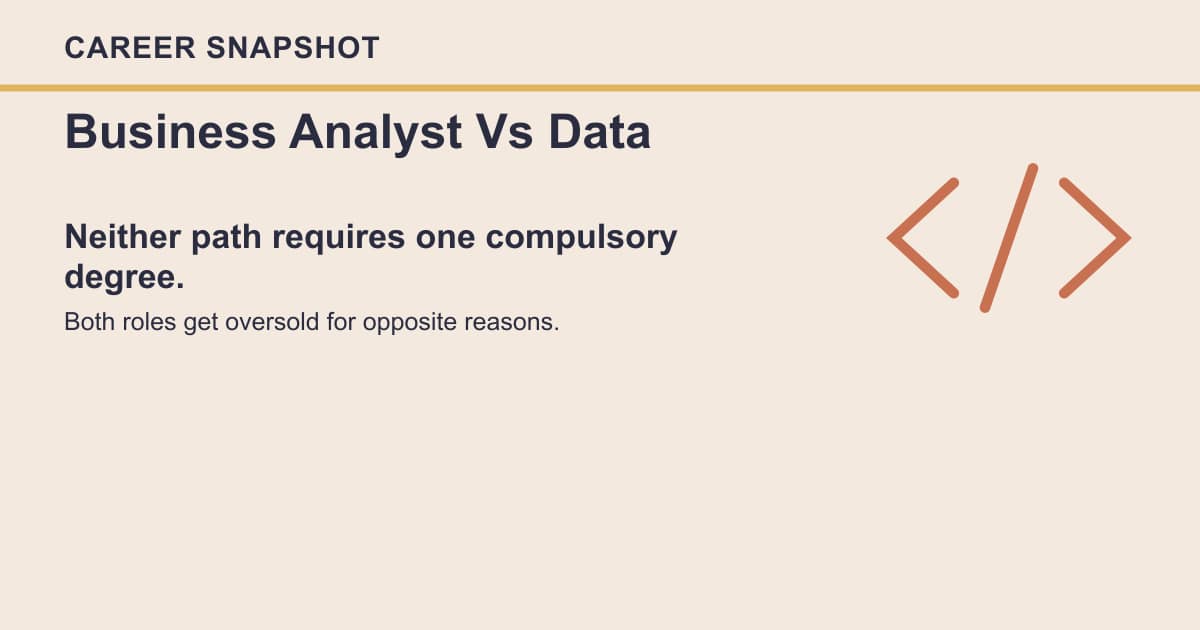 CAREER SNAPSHOT
Business Analyst Vs Data
Neither path requires one compulsory
degree.
Both roles get oversold for opposite reasons.